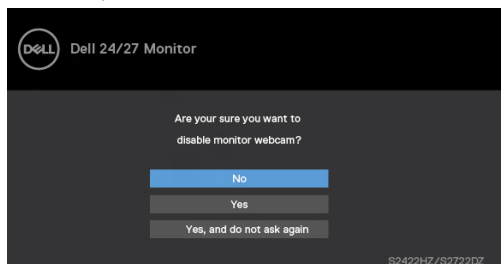 DELL
Dell 24/27 Monitor
Are your sure you want to
disable monitor webcam?
No
Yes
Yes, and do not ask again
S2422HZ/S2722DZ